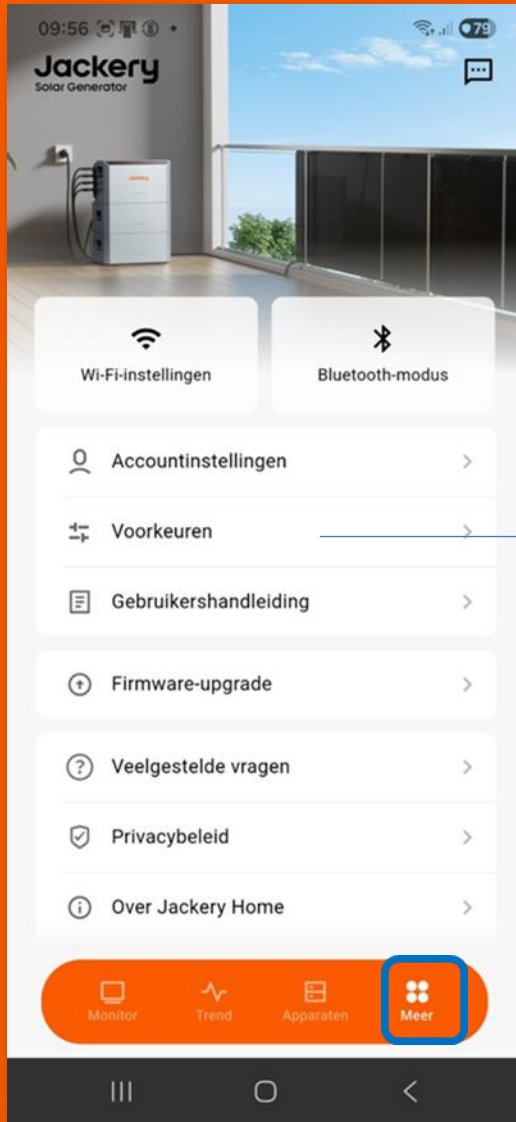 09:56
79
Jackery
Solar Generator
Wi-Fi-instellingen
Bluetooth-modus
Accountinstellingen
Voorkeuren
Gebruikershandleiding
Firmware-upgrade
Veelgestelde vragen
Privacybeleid
Over Jackery Home
Monitor
Trend
Apparaten
Meer